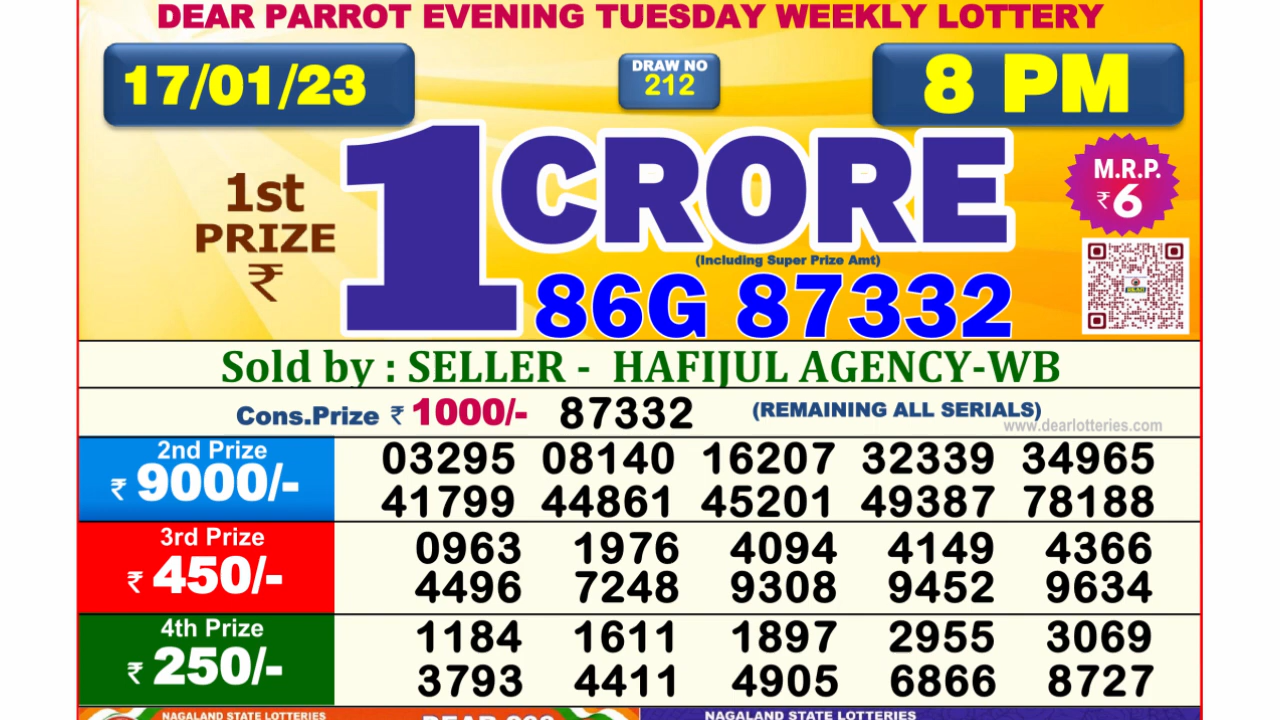 DEAR PARROT EVENING TUESDAY WEEKLY LOTTERY
17/01/23
DRAW NO
212
8 PM
1st
PRIZE
₹
1 CRORE
(Including Super Prize Amt)
86G 87332
M.R.P.
₹6
Sold by : SELLER - HAFIJUL AGENCY-WB
Cons.Prize ₹ 1000/- 87332 (REMAINING ALL SERIALS)
www.dearlotteries.com
2nd Prize
₹ 9000/-
03295 08140 16207 32339 34965
41799 44861 45201 49387 78188
3rd Prize
₹ 450/-
0963 1976 4094 4149 4366
4496 7248 9308 9452 9634
4th Prize
₹ 250/-
1184 1611 1897 2955 3069
3793 4411 4905 6866 8727
NAGALAND STATE LOTTERIES
NAGALAND STATE LOTTERIES